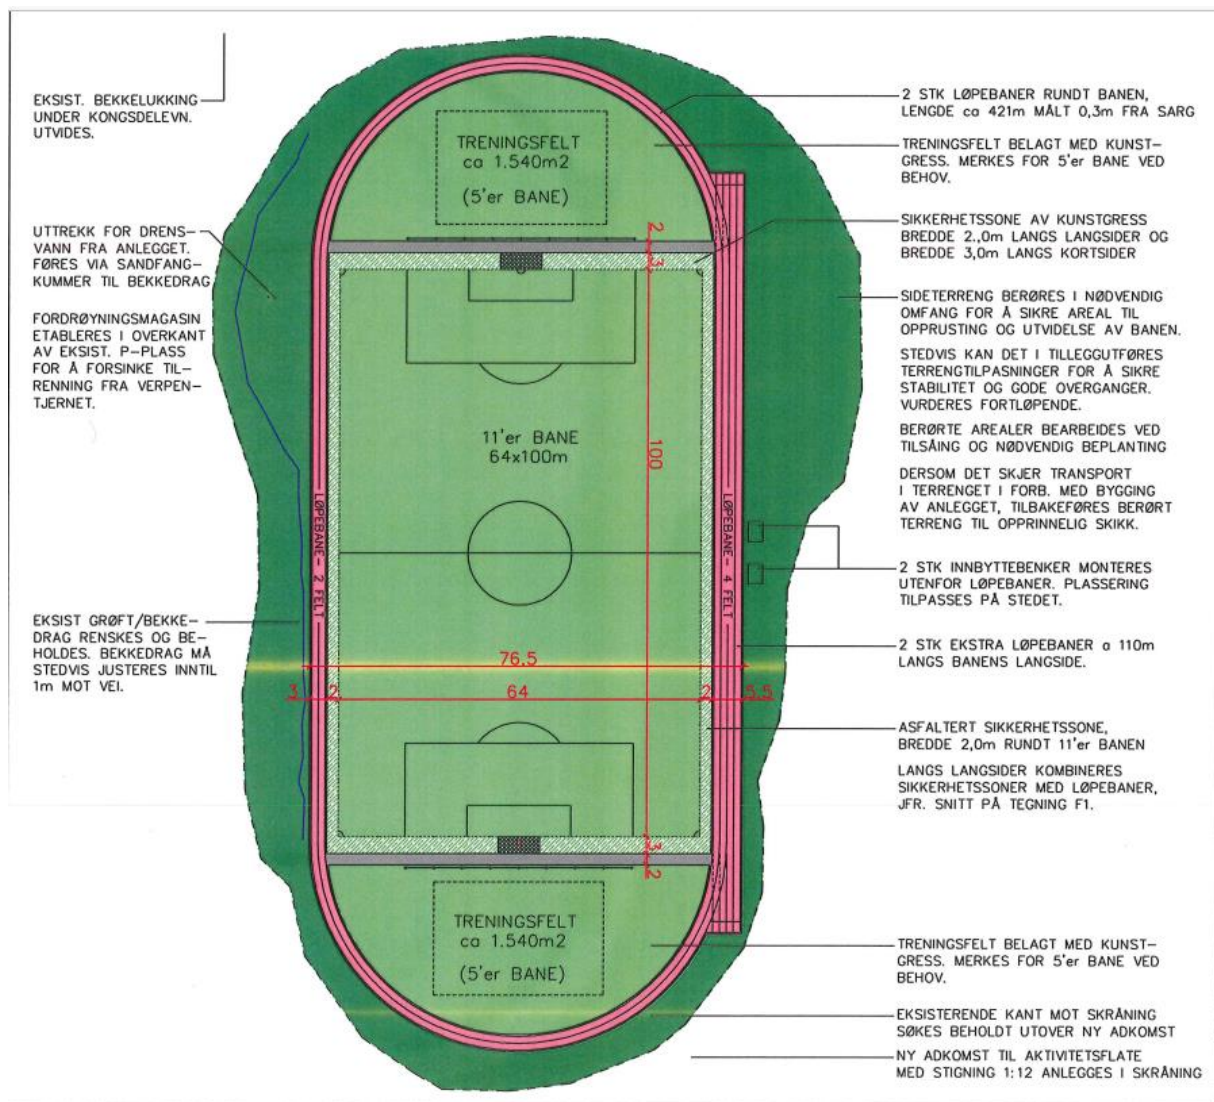 EKSIST. BEKKELUKKING
UNDER KONGSDELEVN.
UTVIDES.
UTTREKK FOR DRENS-
VANN FRA ANLEGGET.
FØRES VIA SANDFANG-
KUMMER TIL BEKKEDRAG
FORDRØYNINGSMAGASIN
ETABLERES I OVERKANT
AV EKSIST. P-PLASS
FOR Å FORSINKE TIL-
RENNING FRA VERPEN-
TJERNET.
EKSIST GRØFT/BEKKE-
DRAG RENSKES OG BE-
HOLDES. BEKKEDRAG MÅ
STEDVIS JUSTERES INNTIL
1m MOT VEI.
TRENINGSFELT
ca 1.540m2
(5'er BANE)
2
3
11'er BANE
64x100m
100
LØPEBANE- 2 FELT
LØPEBANE- 4 FELT
76,5
3
2
64
2
5,5
3
2
TRENINGSFELT
ca 1.540m2
(5'er BANE)
2 STK LØPEBANER RUNDT BANEN,
LENGDE ca 421m MÅLT 0,3m FRA SARG
TRENINGSFELT BELAGT MED KUNST-
GRESS. MERKES FOR 5'er BANE VED
BEHOV.
SIKKERHETSSONE AV KUNSTGRESS
BREDDE 2.,0m LANGS LANGSIDER OG
BREDDE 3,0m LANGS KORTSIDER
SIDETERRENG BERØRES I NØDVENDIG
OMFANG FOR Å SIKRE AREAL TIL
OPPRUSTING OG UTVIDELSE AV BANEN.
STEDVIS KAN DET I TILLEGGUTFØRES
TERRENGTILPASNINGER FOR Å SIKRE
STABILITET OG GODE OVERGANGER.
VURDERES FORTLØPENDE.
BERØRTE AREALER BEARBEIDES VED
TILSÅING OG NØDVENDIG BEPLANTING
DERSOM DET SKJER TRANSPORT
I TERRENGET I FORB. MED BYGGING
AV ANLEGGET, TILBAKEFØRES BERØRT
TERRENG TIL OPPRINNELIG SKIKK.
2 STK INNBYTTEBENKER MONTERES
UTENFOR LØPEBANER. PLASSERING
TILPASSES PÅ STEDET.
2 STK EKSTRA LØPEBANER a 110m
LANGS BANENS LANGSIDE.
ASFALTERT SIKKERHETSSONE,
BREDDE 2,0m RUNDT 11'er BANEN
LANGS LANGSIDER KOMBINERES
SIKKERHETSSONER MED LØPEBANER,
JFR. SNITT PÅ TEGNING F1.
TRENINGSFELT BELAGT MED KUNST-
GRESS. MERKES FOR 5'er BANE VED
BEHOV.
EKSISTERENDE KANT MOT SKRÅNING
SØKES BEHOLDT UTOVER NY ADKOMST
NY ADKOMST TIL AKTIVITETSFLATE
MED STIGNING 1:12 ANLEGGES I SKRÅNING